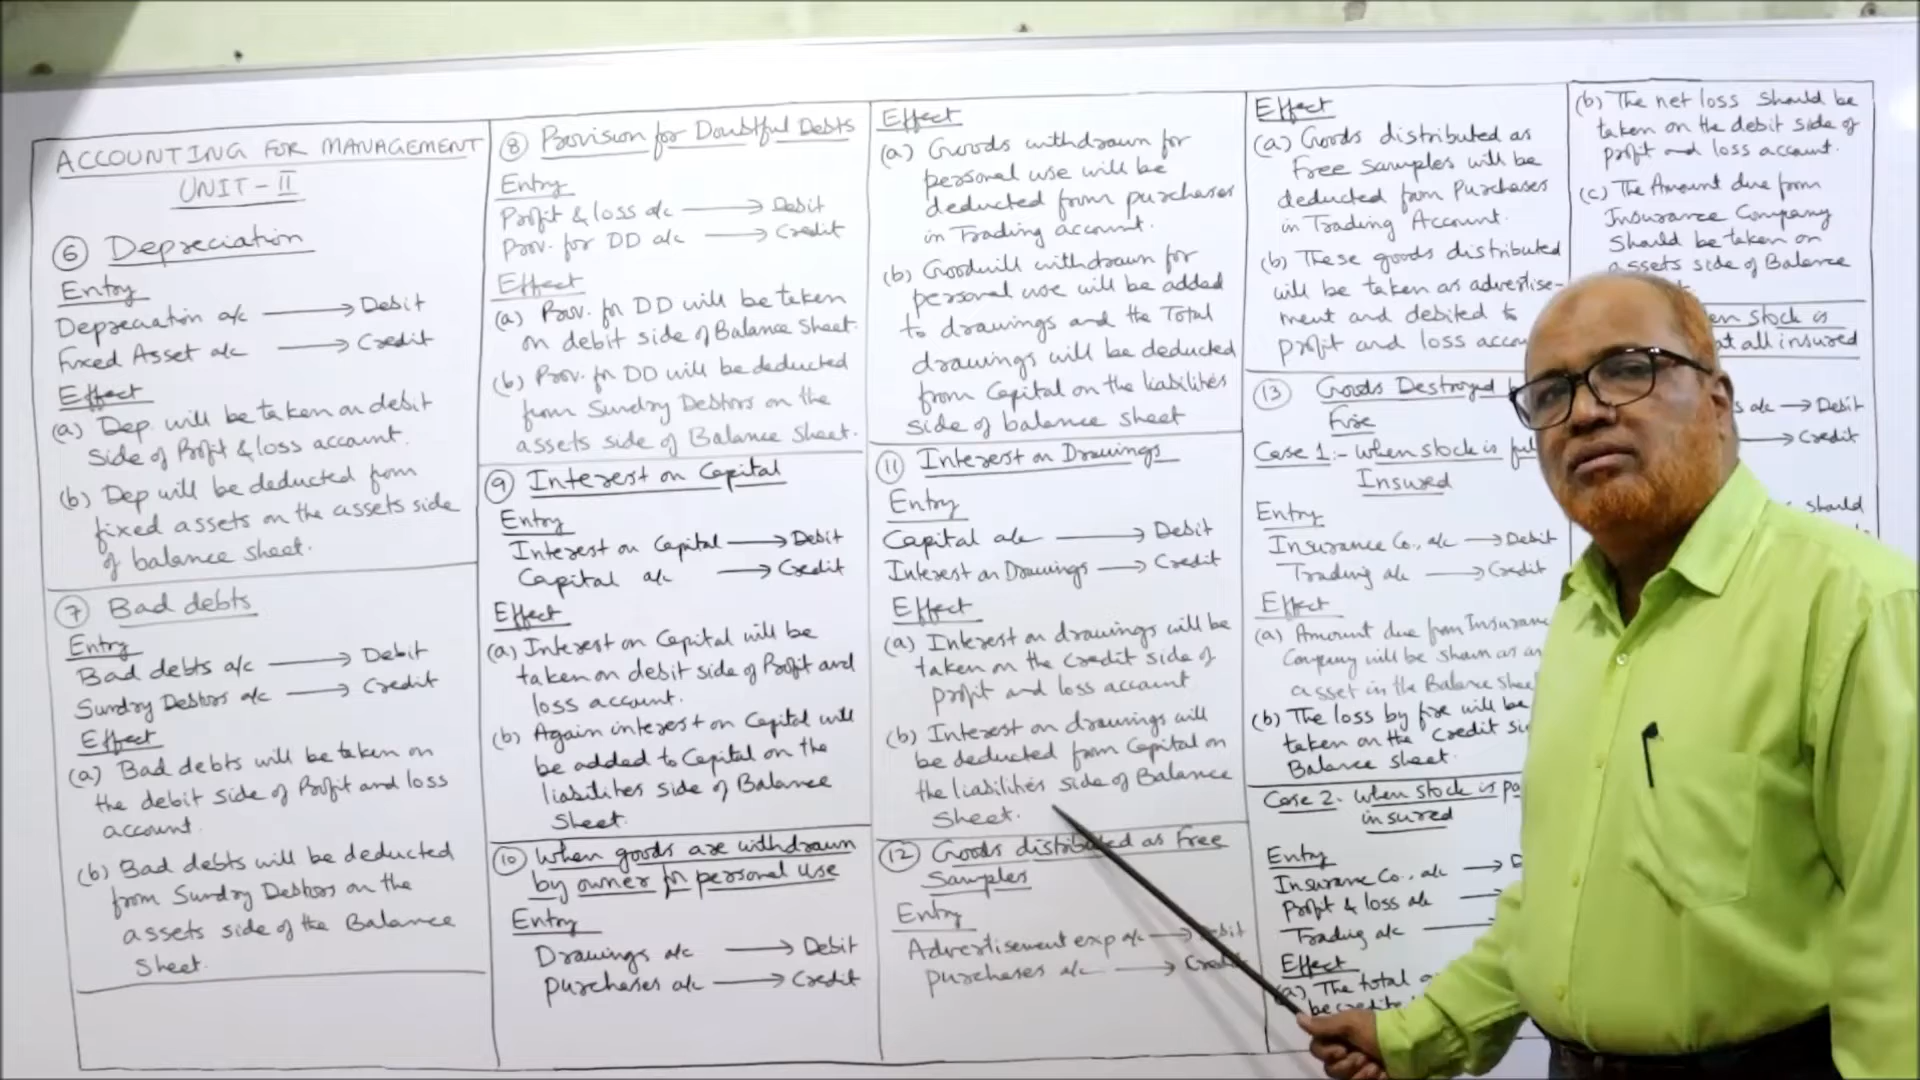 ACCOUNTING FOR MANAGEMENT
UNIT-II
6 Depreciation
Entry
Depreciation a/c → Debit
Fixed Asset a/c → Credit
Effect
(a) Dep. will be taken on debit
side of Profit & loss account.
(b) Dep will be deducted from
fixed assets on the assets side
of balance sheet.
7 Bad debts
Entry
Bad debts a/c → Debit
Sundry Debtors a/c → Credit
Effect
(a) Bad debts will be taken on
the debit side of Profit and loss
account.
(b) Bad debts will be deducted
from Sundry Debtors on the
assets side of the Balance
Sheet.
8 Provision for Doubtful Debts
Entry
Profit & loss a/c → Debit
Prov. for DD a/c → Credit
Effect
(a) Prov. for DD will be taken
on debit side of Balance Sheet.
(b) Prov. for DD will be deducted
from Sundry Debtors on the
assets side of Balance Sheet.
9 Interest on Capital
Entry
Interest on Capital → Debit
Capital a/c → Credit
Effect
(a) Interest on Capital will be
taken on debit side of Profit and
loss account.
(b) Again interest on Capital will
be added to Capital on the
liabilities side of Balance
Sheet.
10 When goods are withdrawn
by owner for personal use
Entry
Drawings a/c → Debit
Purchases a/c → Credit
Effect
(a) Goods withdrawn for
personal use will be
deducted from purchases
in Trading account.
(b) Goodwill withdrawn for
personal use will be added
to drawings and the Total
drawings will be deducted
from Capital on the liabilities
side of balance sheet
11 Interest on Drawings
Entry
Capital a/c → Debit
Interest on Drawings → Credit
Effect
(a) Interest on drawings will be
taken on the Credit side of
profit and loss account
(b) Interest on drawings will
be deducted from Capital on
the liabilities side of Balance
Sheet.
12 Goods distributed as Free
Samples
Entry
Advertisement exp a/c →
Purchases a/c → Credit
Effect
(a) Goods distributed as
Free Samples will be
deducted from Purchases
in Trading Account.
(b) These goods distributed
will be taken as advertise-
ment and debited to
profit and loss
13 Goods Destroyed
Fire
Case 1:- When stock is
Insured
Entry
Insurance Co., a/c → Debit
Trading a/c → Credit
Effect
(a) Amount due from
Company will be shown as an
asset in the Balance
(b) The loss by fire will be
taken on the Credit
Balance sheet.
Case 2:- When stock is
insured
Entry
Insurance Co., a/c →
Profit & loss a/c →
Trading a/c
Effect
(a) The total
(b) The net loss should be
taken on the debit side of
profit and loss account.
(c) The Amount due from
Insurance Company
Should be taken on
assets side of Balance
stock is
at all insured
a/c → Debit
→ Credit
should